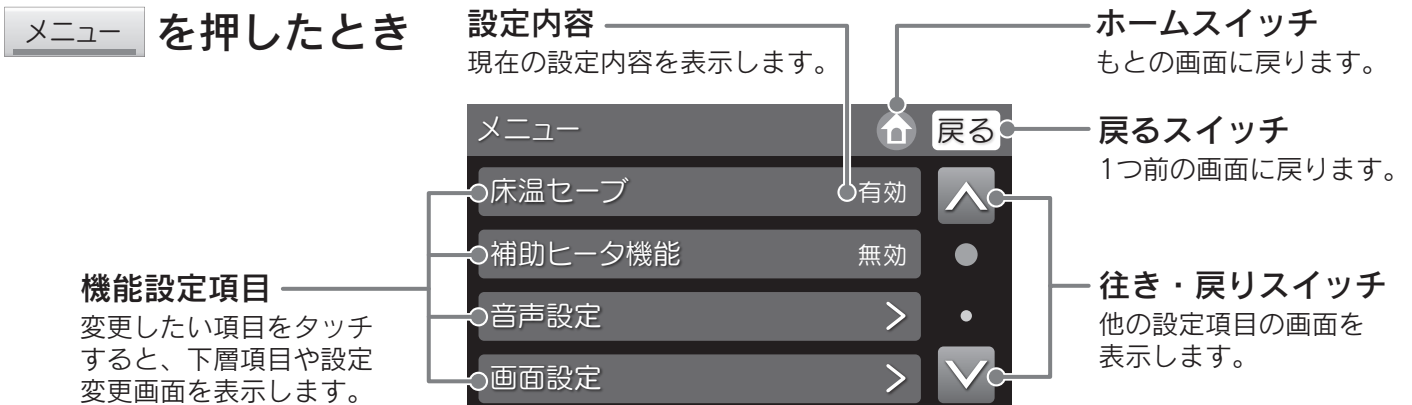 メニュー を押したとき
設定内容
現在の設定内容を表示します。
ホームスイッチ
もとの画面に戻ります。
メニュー
戻る
戻るスイッチ
1つ前の画面に戻ります。
床温セーブ 有効
補助ヒータ機能 無効
音声設定
画面設定
機能設定項目
変更したい項目をタッチ
すると、下層項目や設定
変更画面を表示します。
往き・戻りスイッチ
他の設定項目の画面を
表示します。